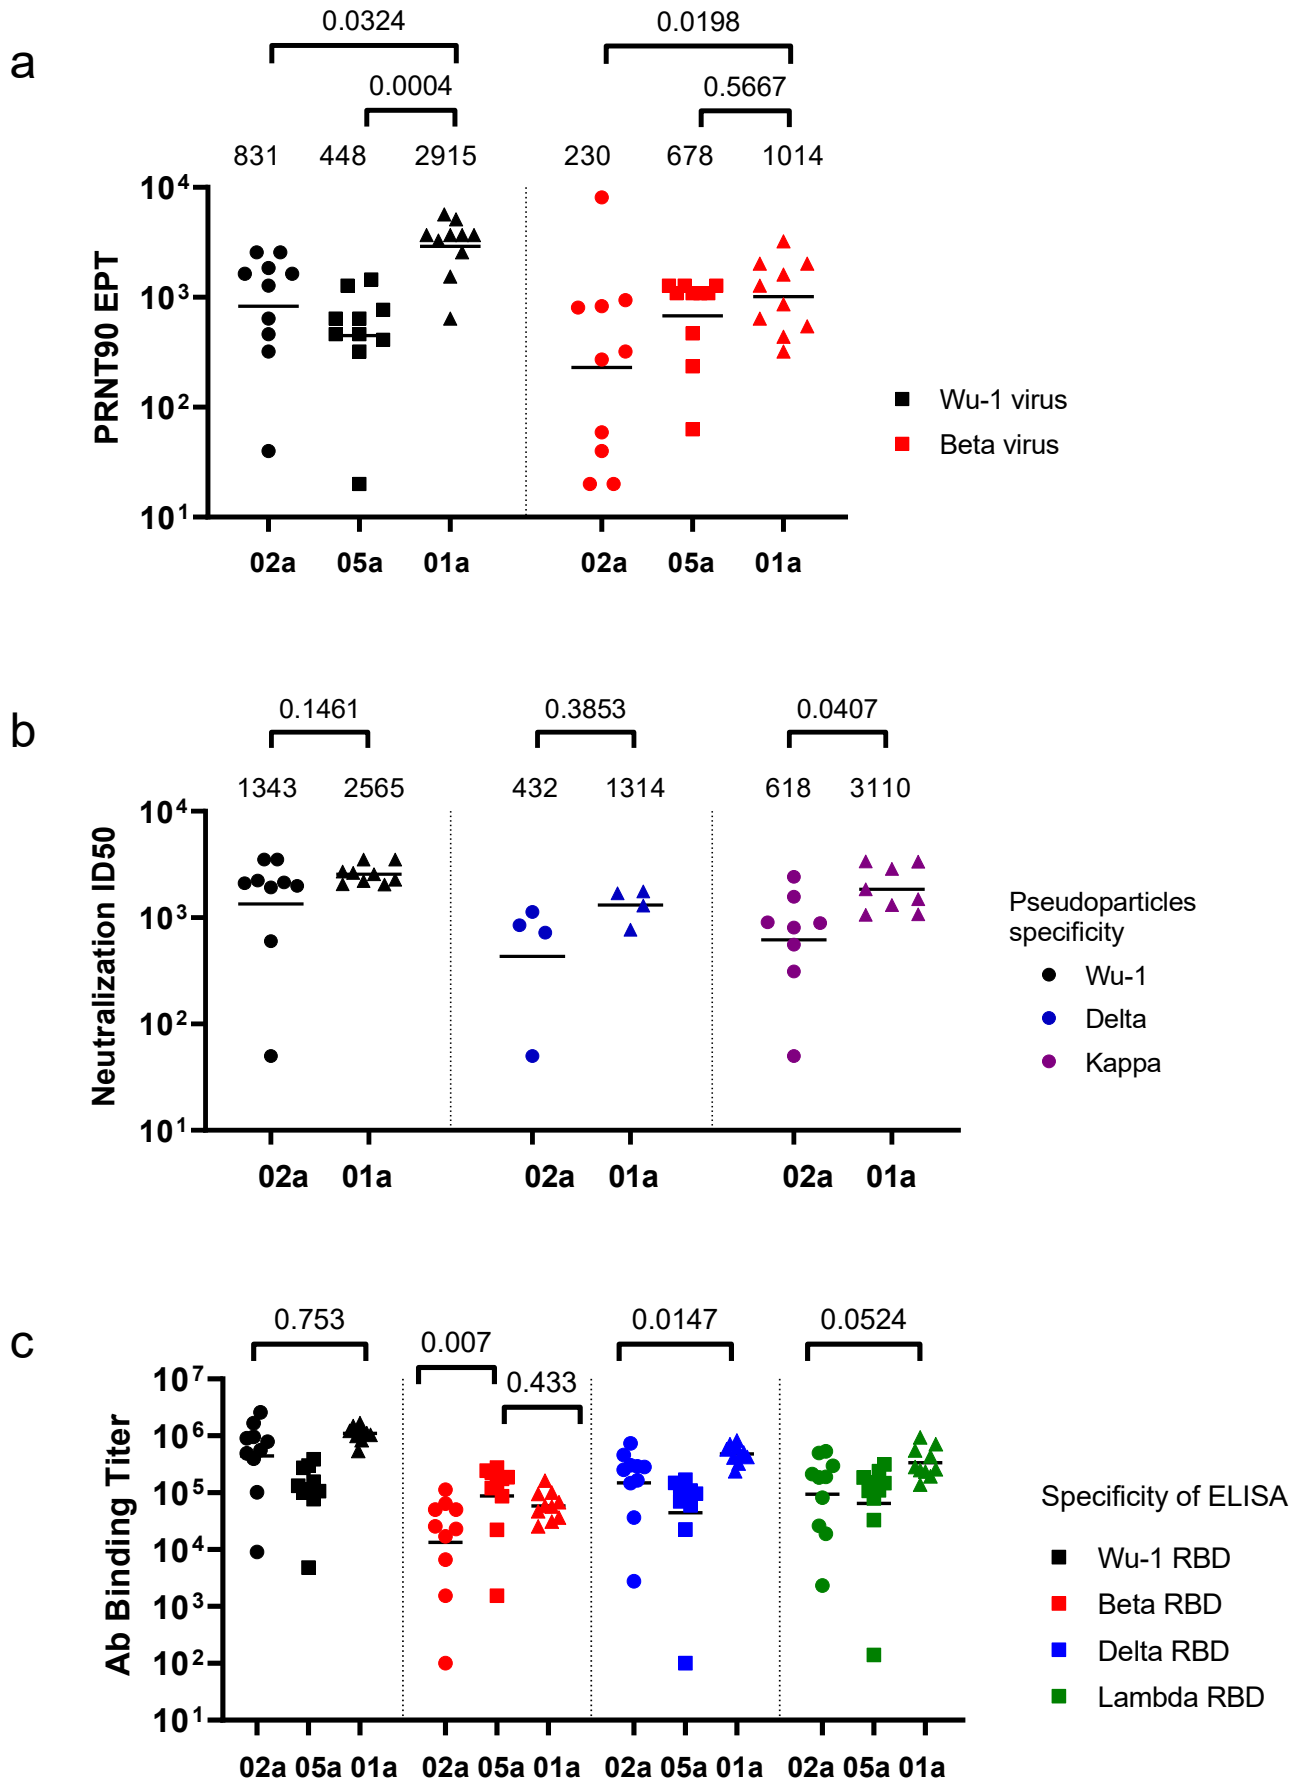 a
0.0324
0.0198
0.0004
0.5667
831 448 2915 230 678 1014
PRNT90 EPT
10⁴
10³
10²
10¹
02a 05a 01a 02a 05a 01a
Wu-1 virus
Beta virus
b
0.1461 0.3853 0.0407
1343 2565 432 1314 618 3110
Neutralization ID50
10⁴
10³
10²
10¹
02a 01a 02a 01a 02a 01a
Pseudoparticles
specificity
Wu-1
Delta
Kappa
c
0.753 0.007 0.433 0.0147 0.0524
Ab Binding Titer
10⁷
10⁶
10⁵
10⁴
10³
10²
10¹
02a 05a 01a 02a 05a 01a 02a 05a 01a 02a 05a 01a
Specificity of ELISA
Wu-1 RBD
Beta RBD
Delta RBD
Lambda RBD